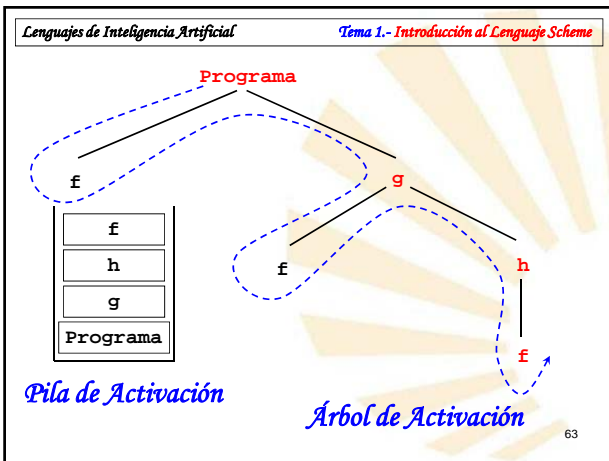 Lenguajes de Inteligencia Artificial Tema 1.- Introducción al Lenguaje Scheme
Programa
f
g
f
h
g
Programa
f
h
f
Pila de Activación
Árbol de Activación
63